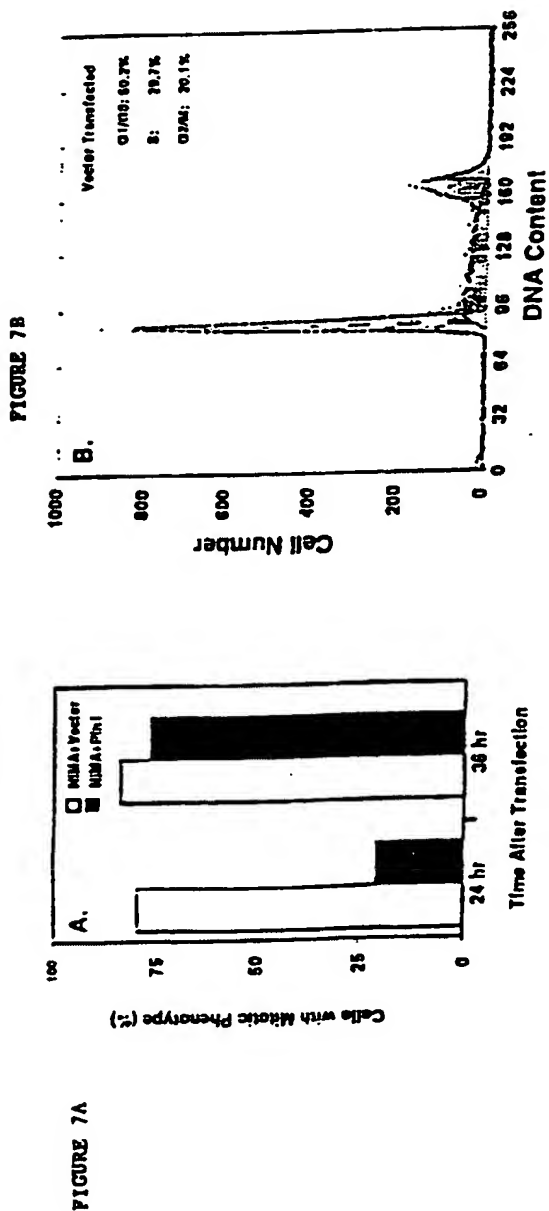 FIGURE 7A
A.
NIMA+Vector
NIMA+Pin1
100
75
50
25
0
Cells with Mitotic Phenotype (%)
24 hr
36 hr
Time After Transfection
FIGURE 7B
B.
Vector Transfected
G1/G0: 50.2%
S: 29.7%
G2/M: 20.1%
1000
800
600
400
200
0
Cell Number
0
32
64
96
128
160
192
224
256
DNA Content